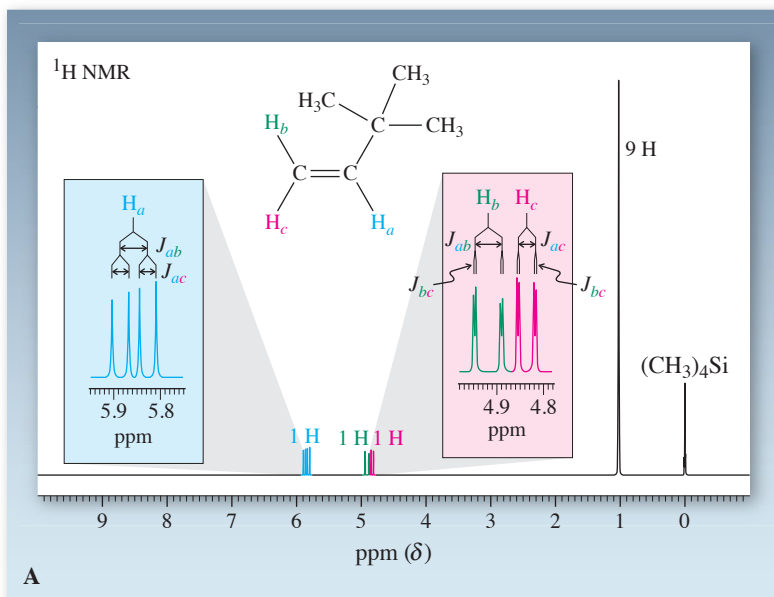 ¹H NMR
CH₃
H₃C
C—CH₃
H_b
C=C
H_c
H_a
9 H
H_a
J_ab
J_ac
5.9 5.8
ppm
H_b H_c
J_ab J_ac
J_bc J_bc
4.9 4.8
ppm
(CH₃)₄Si
1 H 1 H 1 H
9 8 7 6 5 4 3 2 1 0
ppm (δ)
A